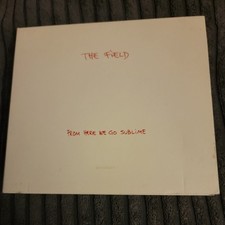 THE FIELD
FROM HERE WE GO SUBLIME